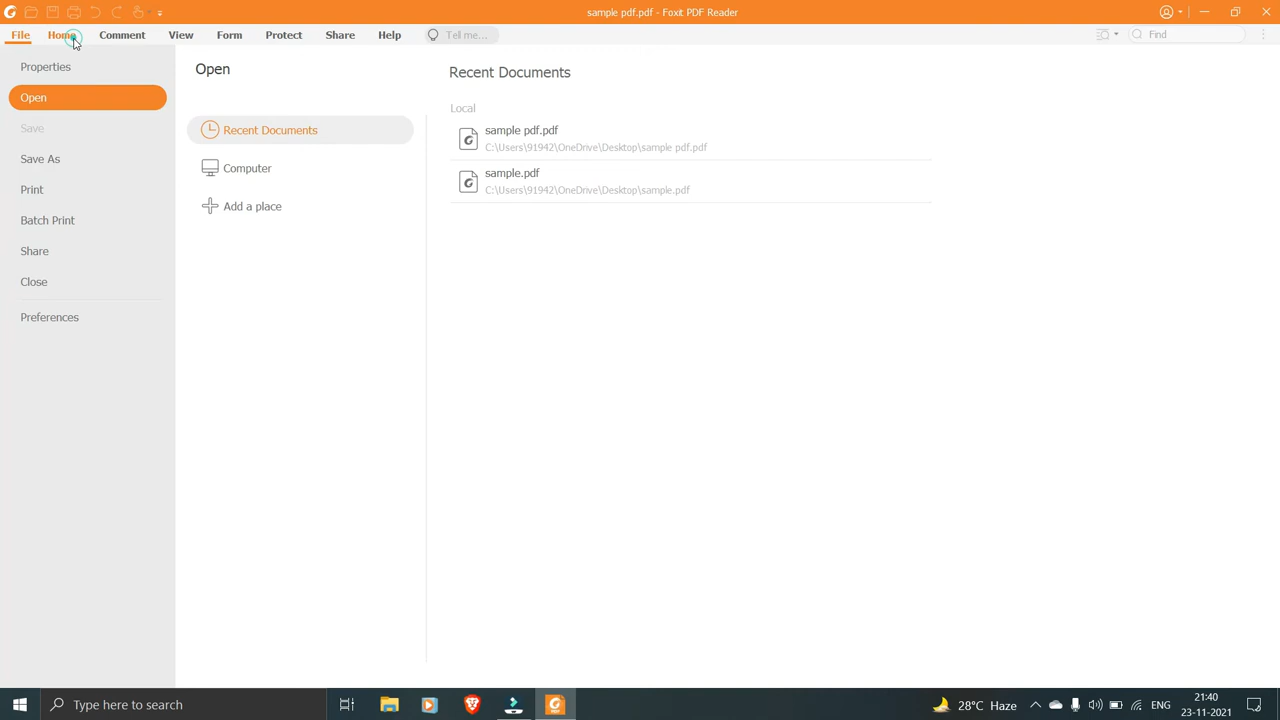 sample pdf.pdf - Foxit PDF Reader
File Home Comment View Form Protect Share Help Tell me... Find
Properties
Open
Save
Save As
Print
Batch Print
Share
Close
Preferences
Open
Recent Documents
Computer
Add a place
Recent Documents
Local
sample pdf.pdf
C:\Users\91942\OneDrive\Desktop\sample pdf.pdf
sample.pdf
C:\Users\91942\OneDrive\Desktop\sample.pdf
Type here to search
28°C Haze
ENG
21:40
23-11-2021